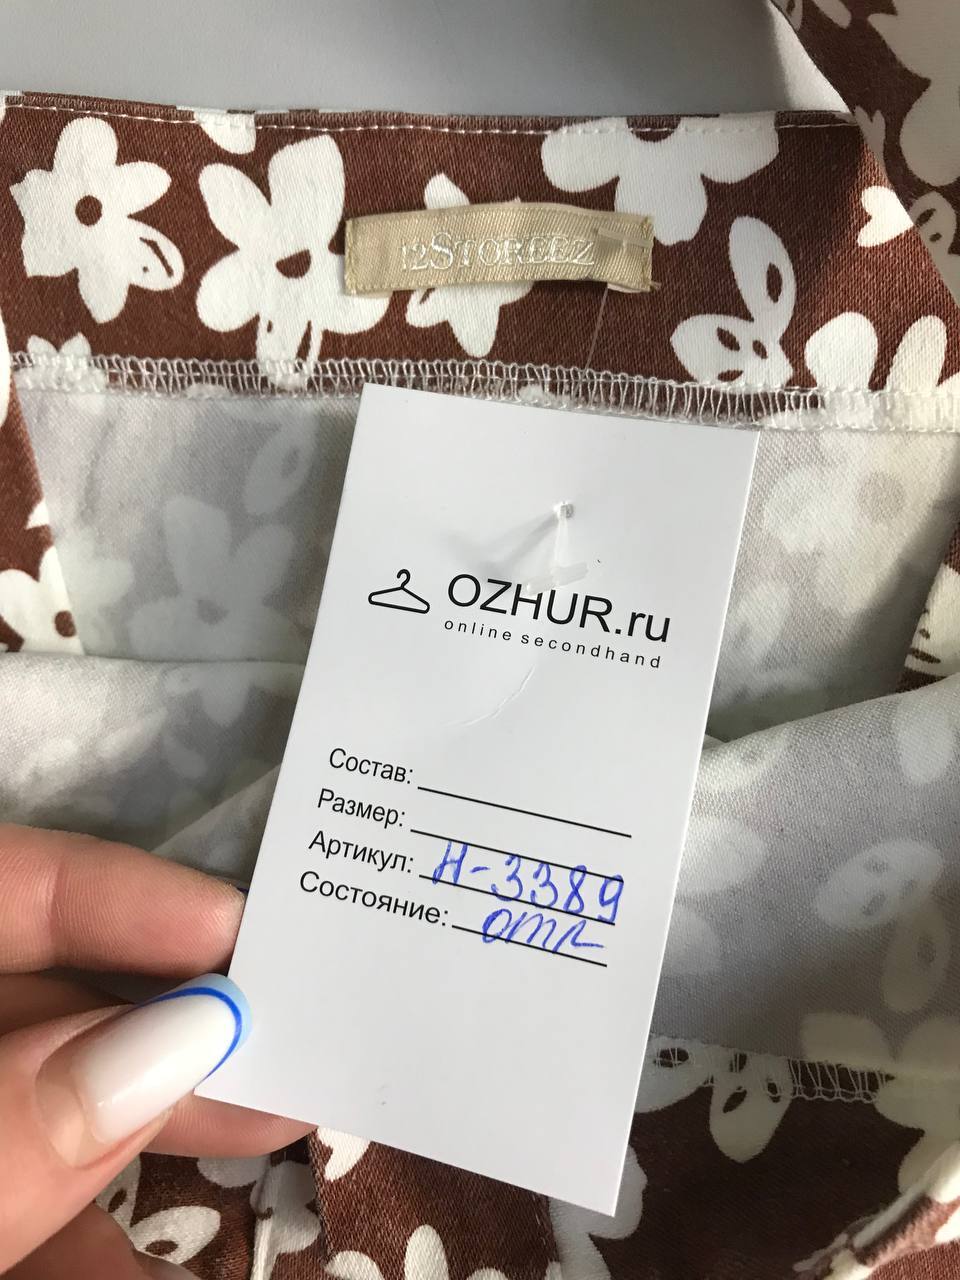 12STOREEZ
OZHUR.ru
online secondhand
Состав:
Размер:
Артикул: Н-3389
Состояние: отл